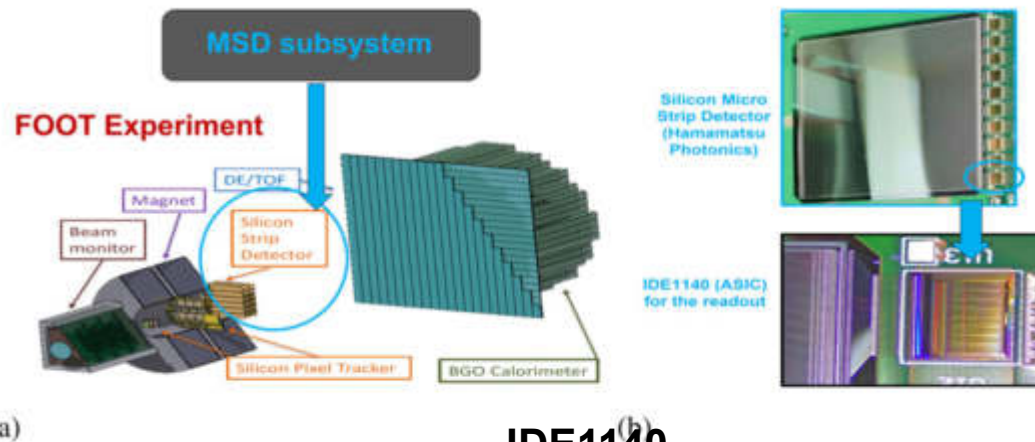 MSD subsystem
FOOT Experiment
DE/TOF
Magnet
Beam
monitor
Silicon
Strip
Detector
Silicon Pixel Tracker
BGO Calorimeter
a)
Silicon Micro
Strip Detector
(Hamamatsu
Photonics)
IDE1140 (ASIC)
for the readout
(b)
IDE1140